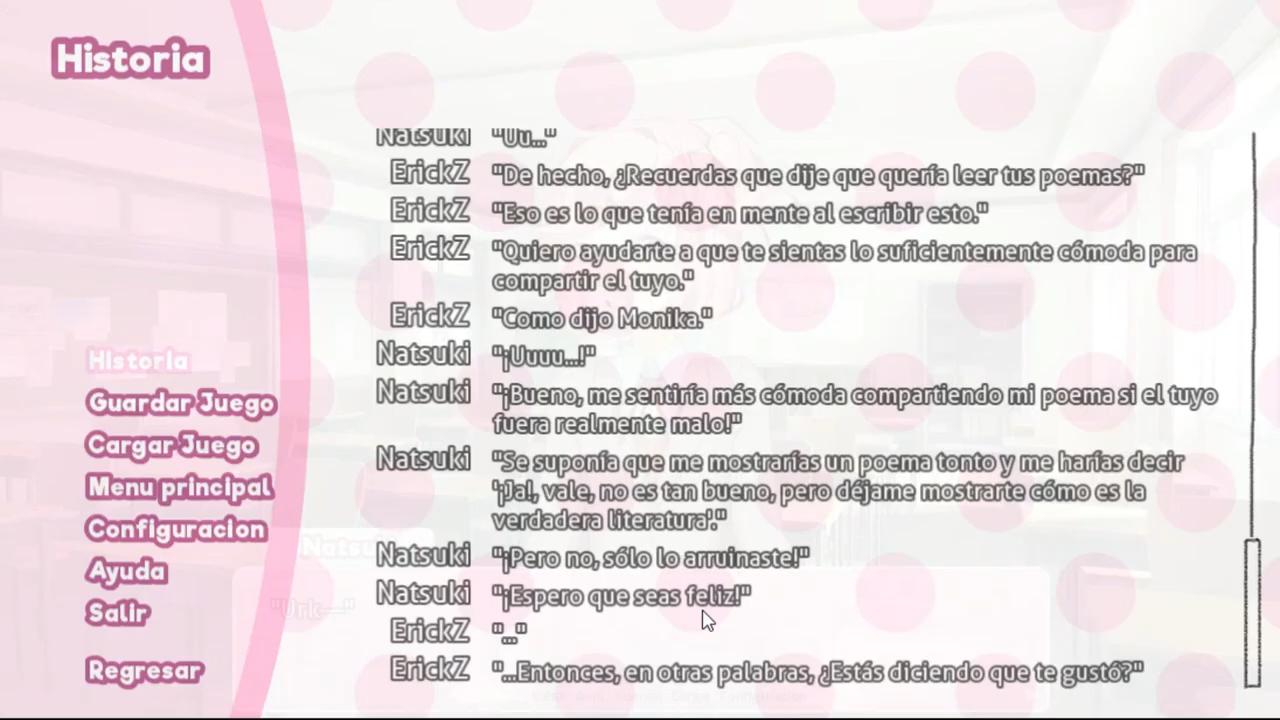 Historia
Natsuki "Uu..."
ErickZ "De hecho, ¿Recuerdas que dije que quería leer tus poemas?"
ErickZ "Eso es lo que tenía en mente al escribir esto."
ErickZ "Quiero ayudarte a que te sientas lo suficientemente cómoda para
compartir el tuyo."
ErickZ "Como dijo Monika."
Natsuki "¡Uuuu...!"
Natsuki "¡Bueno, me sentiría más cómoda compartiendo mi poema si el tuyo
fuera realmente malo!"
Natsuki "Se suponía que me mostrarías un poema tonto y me harías decir
'¡Ja!, vale, no es tan bueno, pero déjame mostrarte cómo es la
verdadera literatura'."
Natsuki "¡Pero no, sólo lo arruinaste!"
Natsuki "¡Espero que seas feliz!"
ErickZ "..."
ErickZ "...Entonces, en otras palabras, ¿Estás diciendo que te gustó?"
Historia
Guardar Juego
Cargar Juego
Menu principal
Configuracion
Ayuda
Salir
Regresar
Natsu
"Urk—"